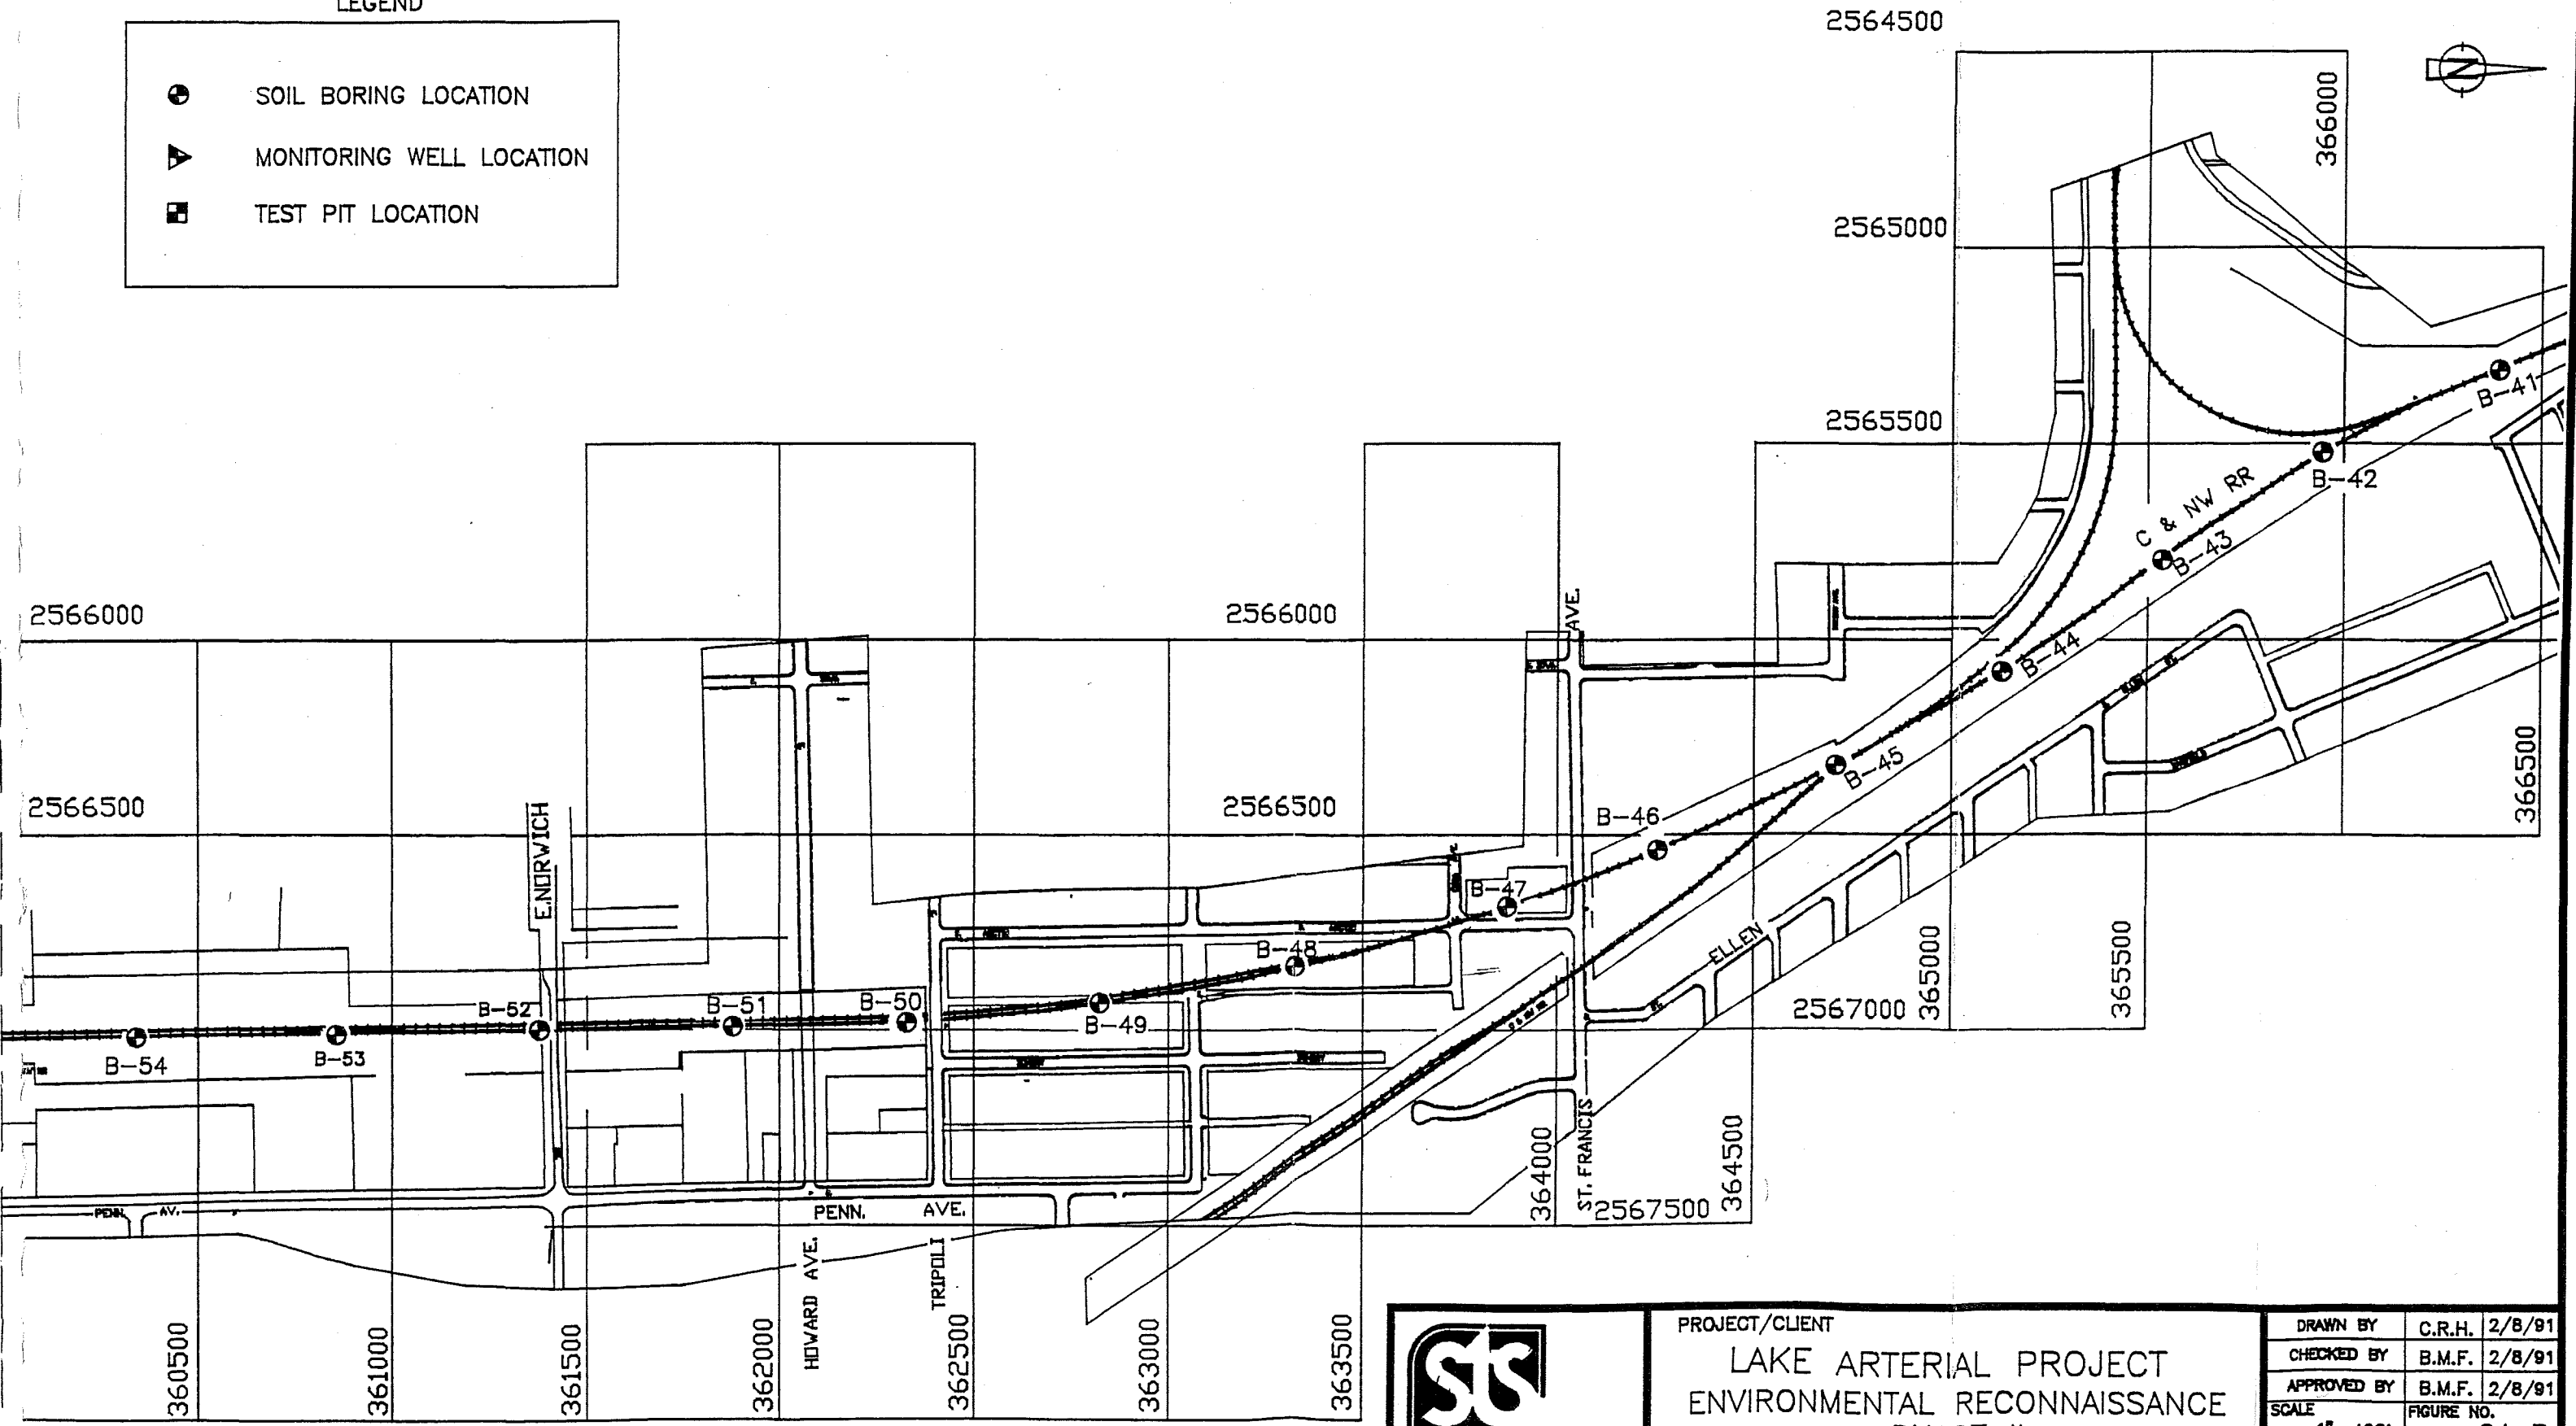 LEGEND
SOIL BORING LOCATION
MONITORING WELL LOCATION
TEST PIT LOCATION
2564500
N
366000
2565000
2565500
B-41
B-42
C & NW RR
B-43
B-44
B-45
366500
2566000
2566000
AVE.
2566500
2566500
E.NORWICH
B-46
B-47
B-48
B-49
B-50
B-51
B-52
B-53
B-54
ELLEN
ST.
2567000
365000
365500
364000
ST. FRANCIS
2567500
364500
PENN. AV.
PENN. AVE.
HOWARD AVE.
TRIPOLI
360500
361000
361500
362000
362500
363000
363500
STS
PROJECT/CLIENT
LAKE ARTERIAL PROJECT
ENVIRONMENTAL RECONNAISSANCE
DRAWN BY C.R.H. 2/8/91
CHECKED BY B.M.F. 2/8/91
APPROVED BY B.M.F. 2/8/91
SCALE
FIGURE NO.